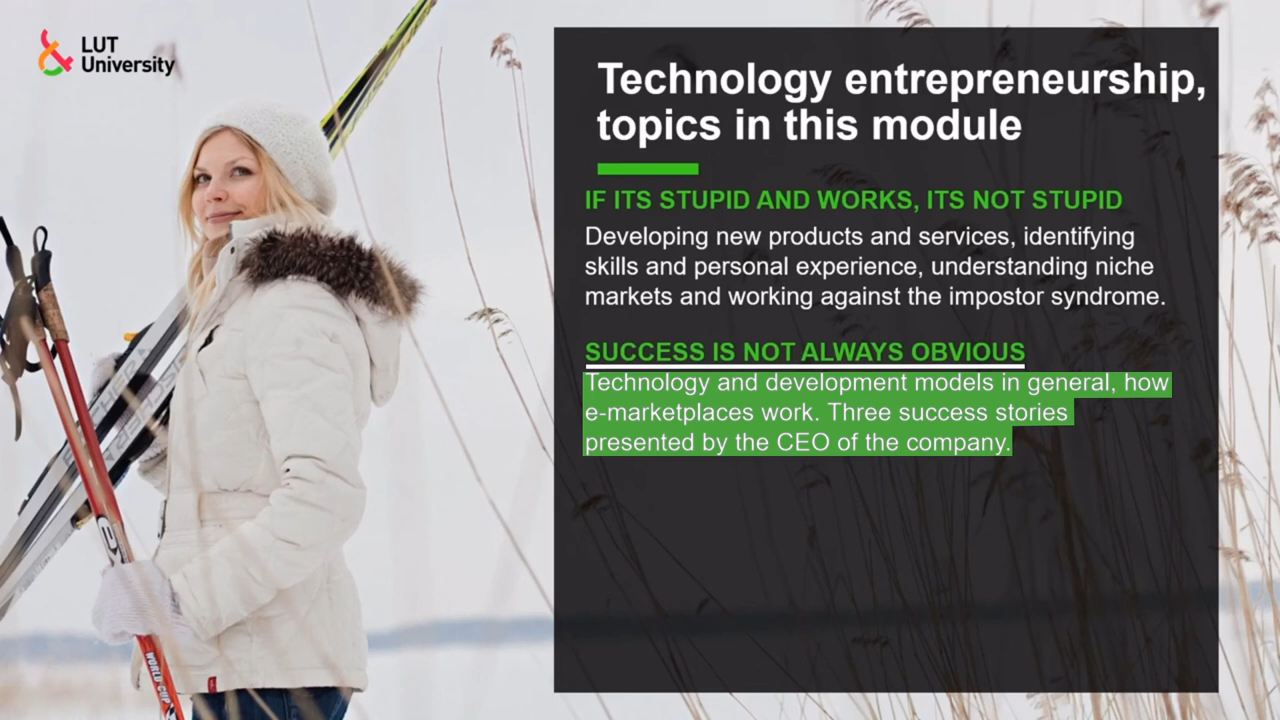 LUT
University
Technology entrepreneurship,
topics in this module
IF ITS STUPID AND WORKS, ITS NOT STUPID
Developing new products and services, identifying
skills and personal experience, understanding niche
markets and working against the impostor syndrome.
SUCCESS IS NOT ALWAYS OBVIOUS
Technology and development models in general, how
e-marketplaces work. Three success stories
presented by the CEO of the company.
WORLD CUP